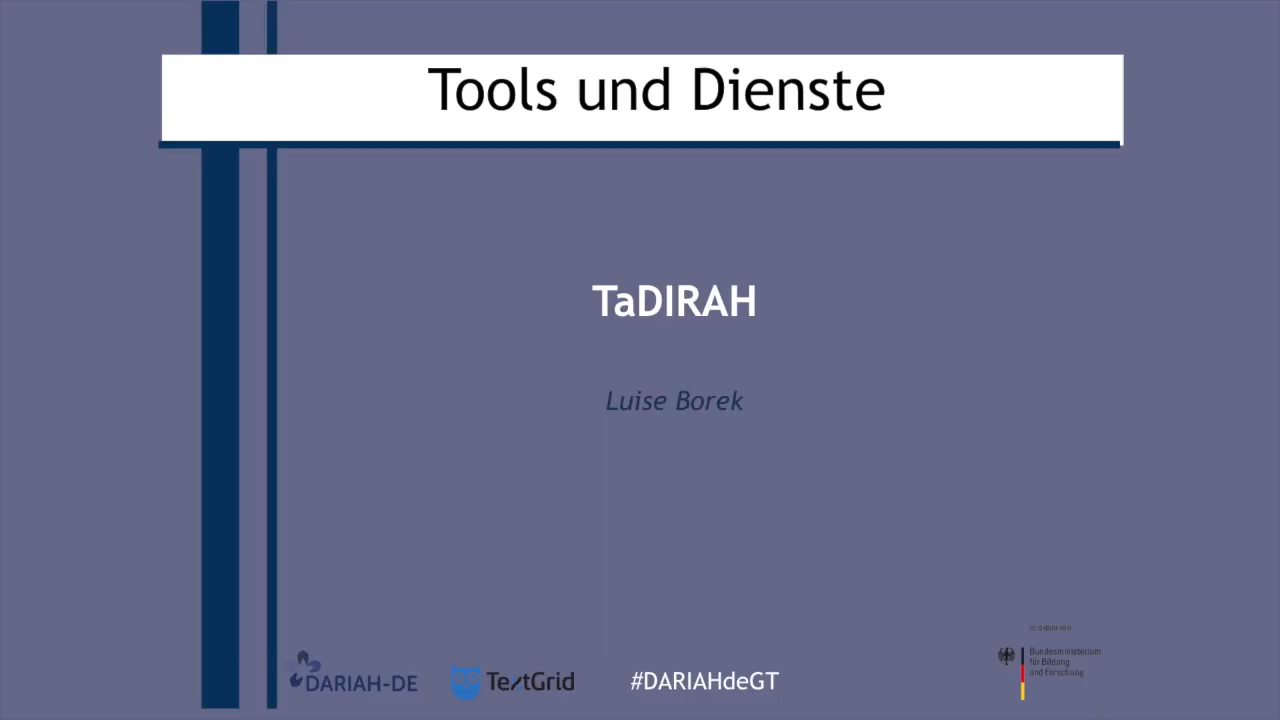 Tools und Dienste
TaDIRAH
Luise Borek
DARIAH-DE
TextGrid
#DARIAHdeGT
Bundesministerium
für Bildung
und Forschung